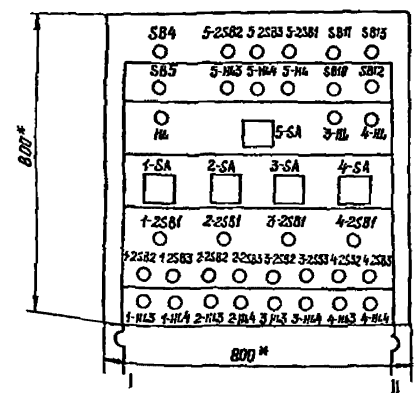 SB4 5-2SB2 5-2SB3 5-2SB1 SB11 SB13
SB5 5-HL3 5-HL4 5-HL SB10 SB12
HL 5-SA 3-HL 4-HL
1-SA 2-SA 3-SA 4-SA
1-2SB1 2-2SB1 3-2SB1 4-2SB1
1-2SB2 1-2SB3 2-2SB2 2-2SB3 3-2SB2 3-2SB3 4-2SB2 4-2SB3
1-HL3 1-HL4 2-HL3 2-HL4 3-HL3 3-HL4 4-HL3 4-HL4
800*
800*
I II